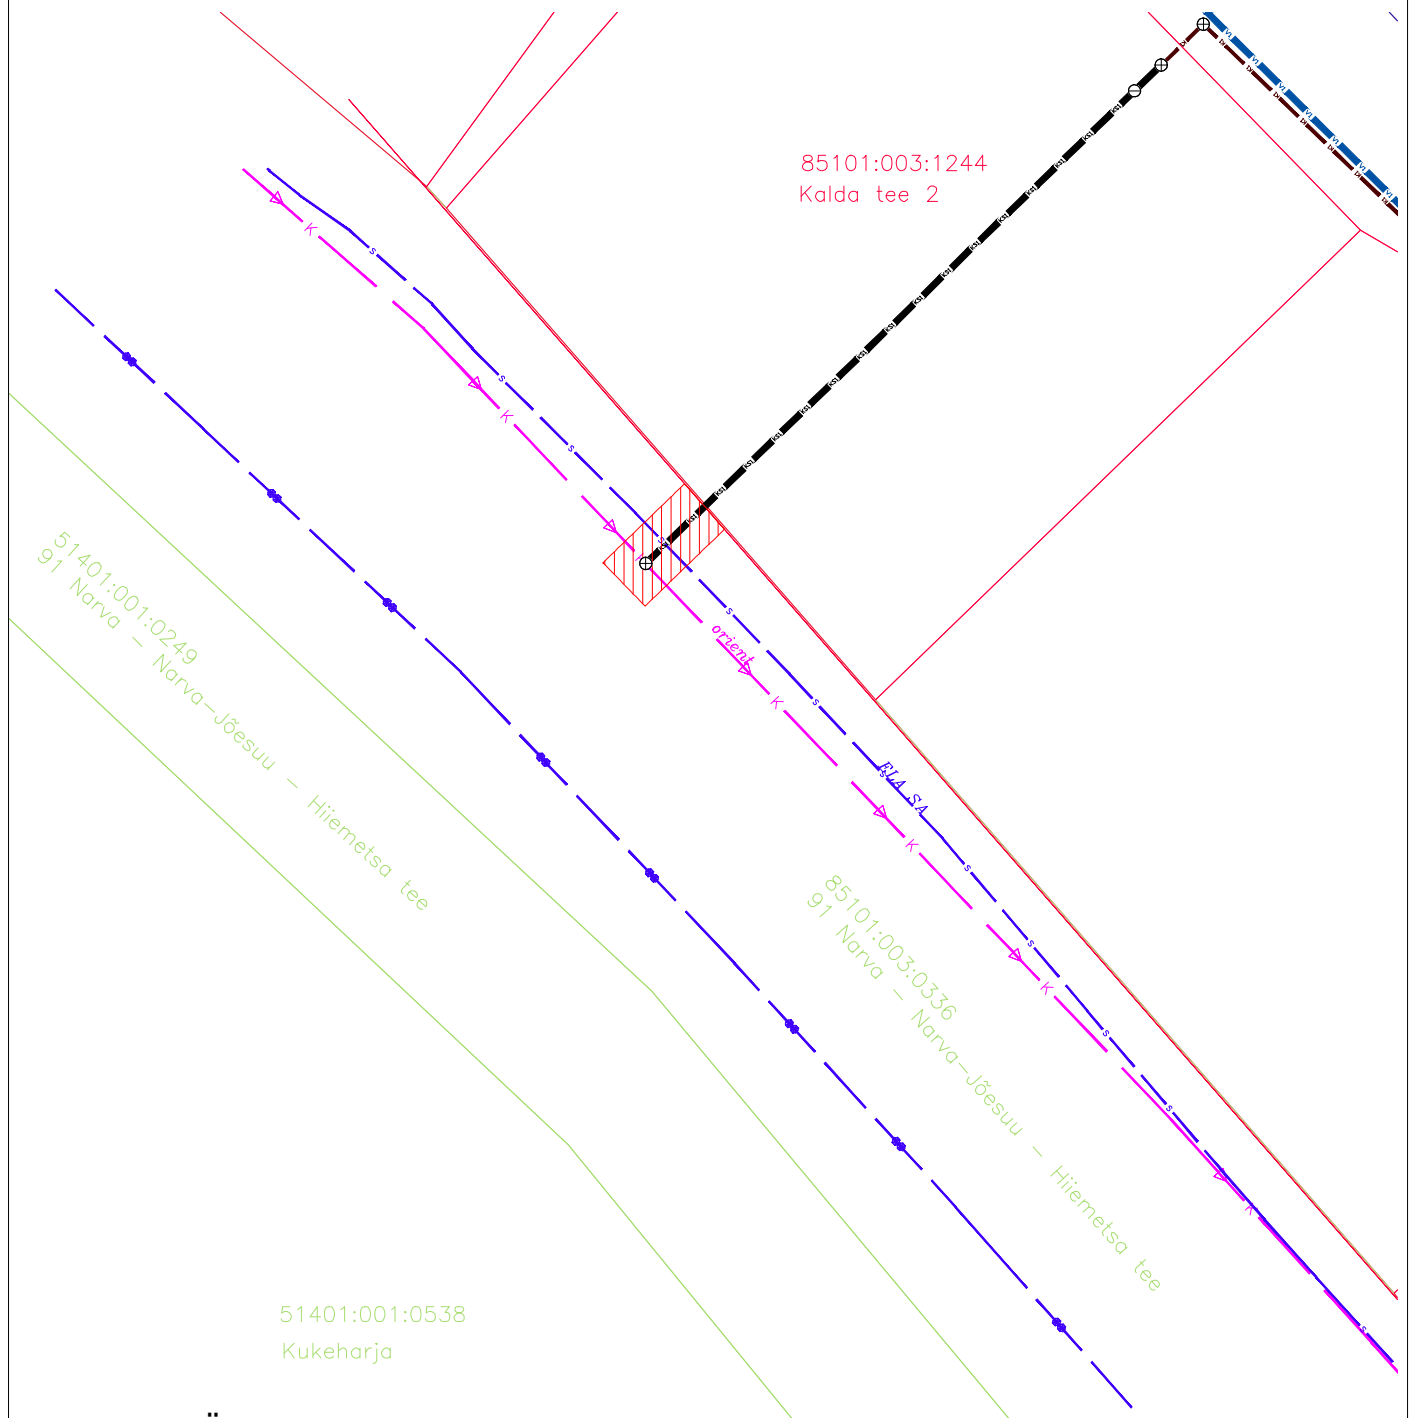 85101:003:1244
Kalda tee 2
51401:001:0249
91 Narva - Narva-Jõesuu - Hiiemetsa tee
orient
ELA SA
85101:003:0336
91 Narva - Narva-Jõesuu - Hiiemetsa tee
51401:001:0538
Kukeharja